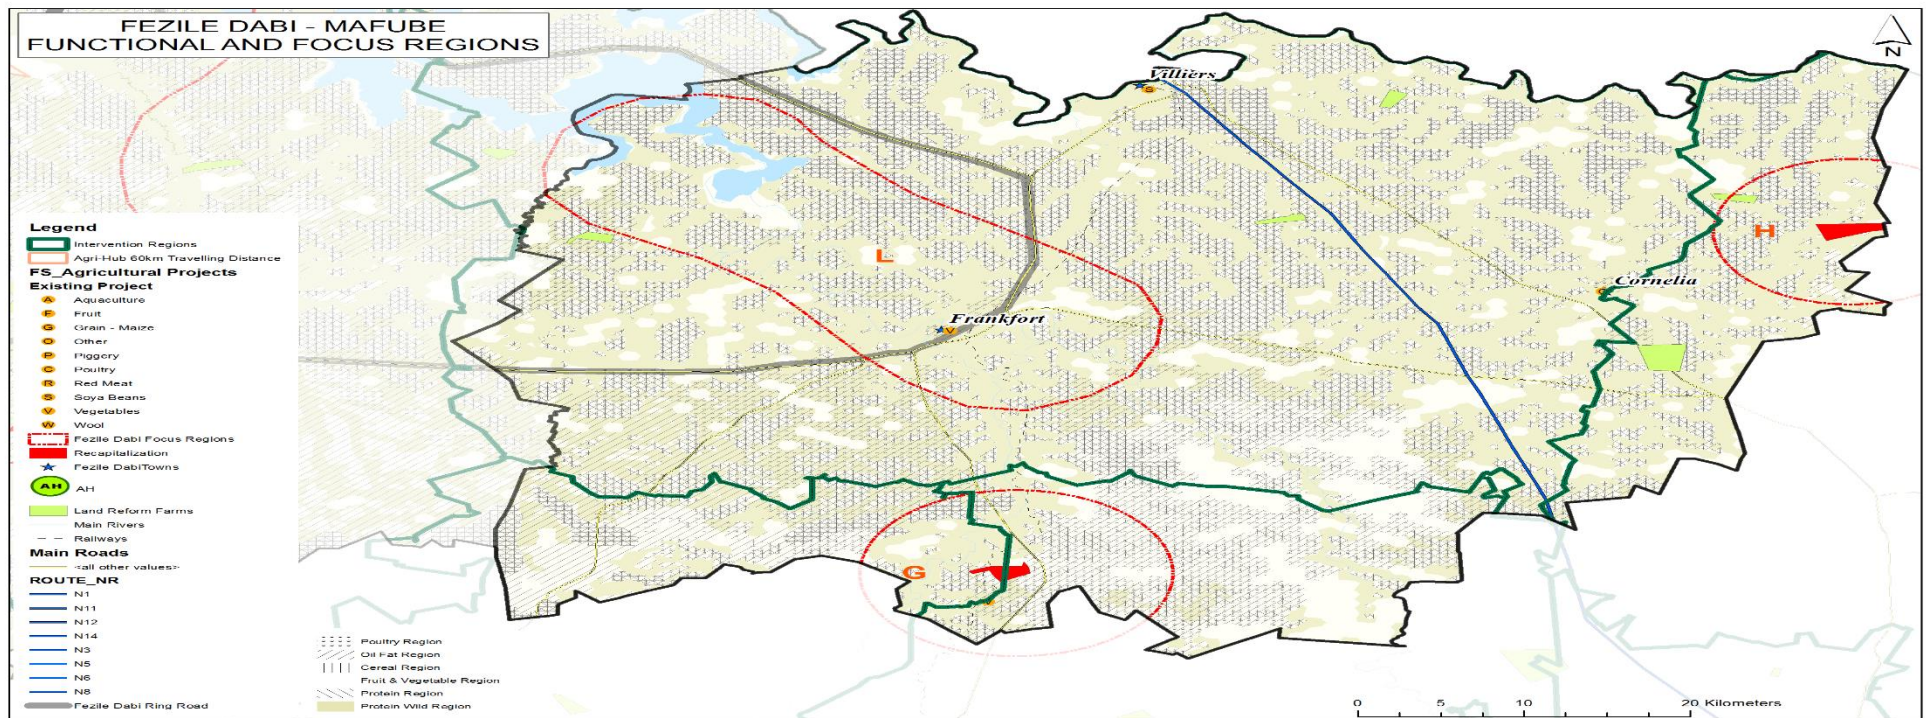 FEZILE DABI - MAFUBE
FUNCTIONAL AND FOCUS REGIONS
N
Villiers
H
L
Cornelia
Frankfort
V
S
G
Legend
Intervention Regions
Agri-Hub 60km Travelling Distance
FS_Agricultural Projects
Existing Project
A Aquaculture
F Fruit
G Grain - Maize
O Other
P Piggery
C Poultry
R Red Meat
S Soya Beans
V Vegetables
W Wool
Fezile Dabi Focus Regions
Recapitalization
Fezile DabiTowns
AH AH
Land Reform Farms
Main Rivers
Railways
Main Roads
<all other values>
ROUTE_NR
N1
N11
N12
N14
N3
N5
N6
N8
Fezile Dabi Ring Road
Poultry Region
Oil Fat Region
Cereal Region
Fruit & Vegetable Region
Protein Region
Protein Wild Region
0 5 10 20 Kilometers